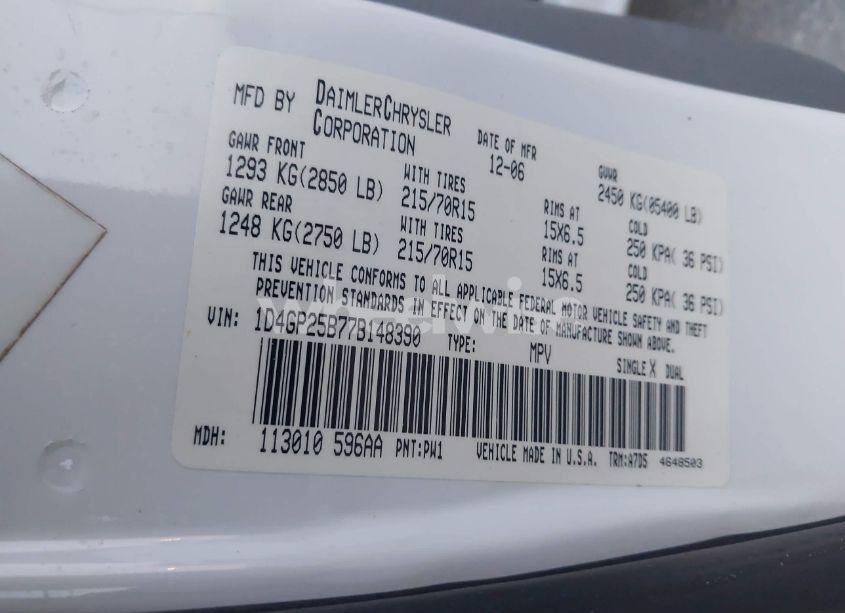 MFD BY DAIMLERCHRYSLER CORPORATION
DATE OF MFR 12-06
GVWR 2450 KG(05400 LB)
GAWR FRONT
1293 KG(2850 LB) WITH TIRES 215/70R15 RIMS AT 15X6.5 COLD 250 KPA( 36 PSI)
GAWR REAR
1248 KG(2750 LB) WITH TIRES 215/70R15 RIMS AT 15X6.5 COLD 250 KPA( 36 PSI)
THIS VEHICLE CONFORMS TO ALL APPLICABLE FEDERAL MOTOR VEHICLE SAFETY AND THEFT
PREVENTION STANDARDS IN EFFECT ON THE DATE OF MANUFACTURE SHOWN ABOVE.
VIN: 1D4GP25B77B148390 TYPE: MPV SINGLE X DUAL
MDH: 113010 596AA PNT:PW1 VEHICLE MADE IN U.S.A. TRM:A7D5 4648503